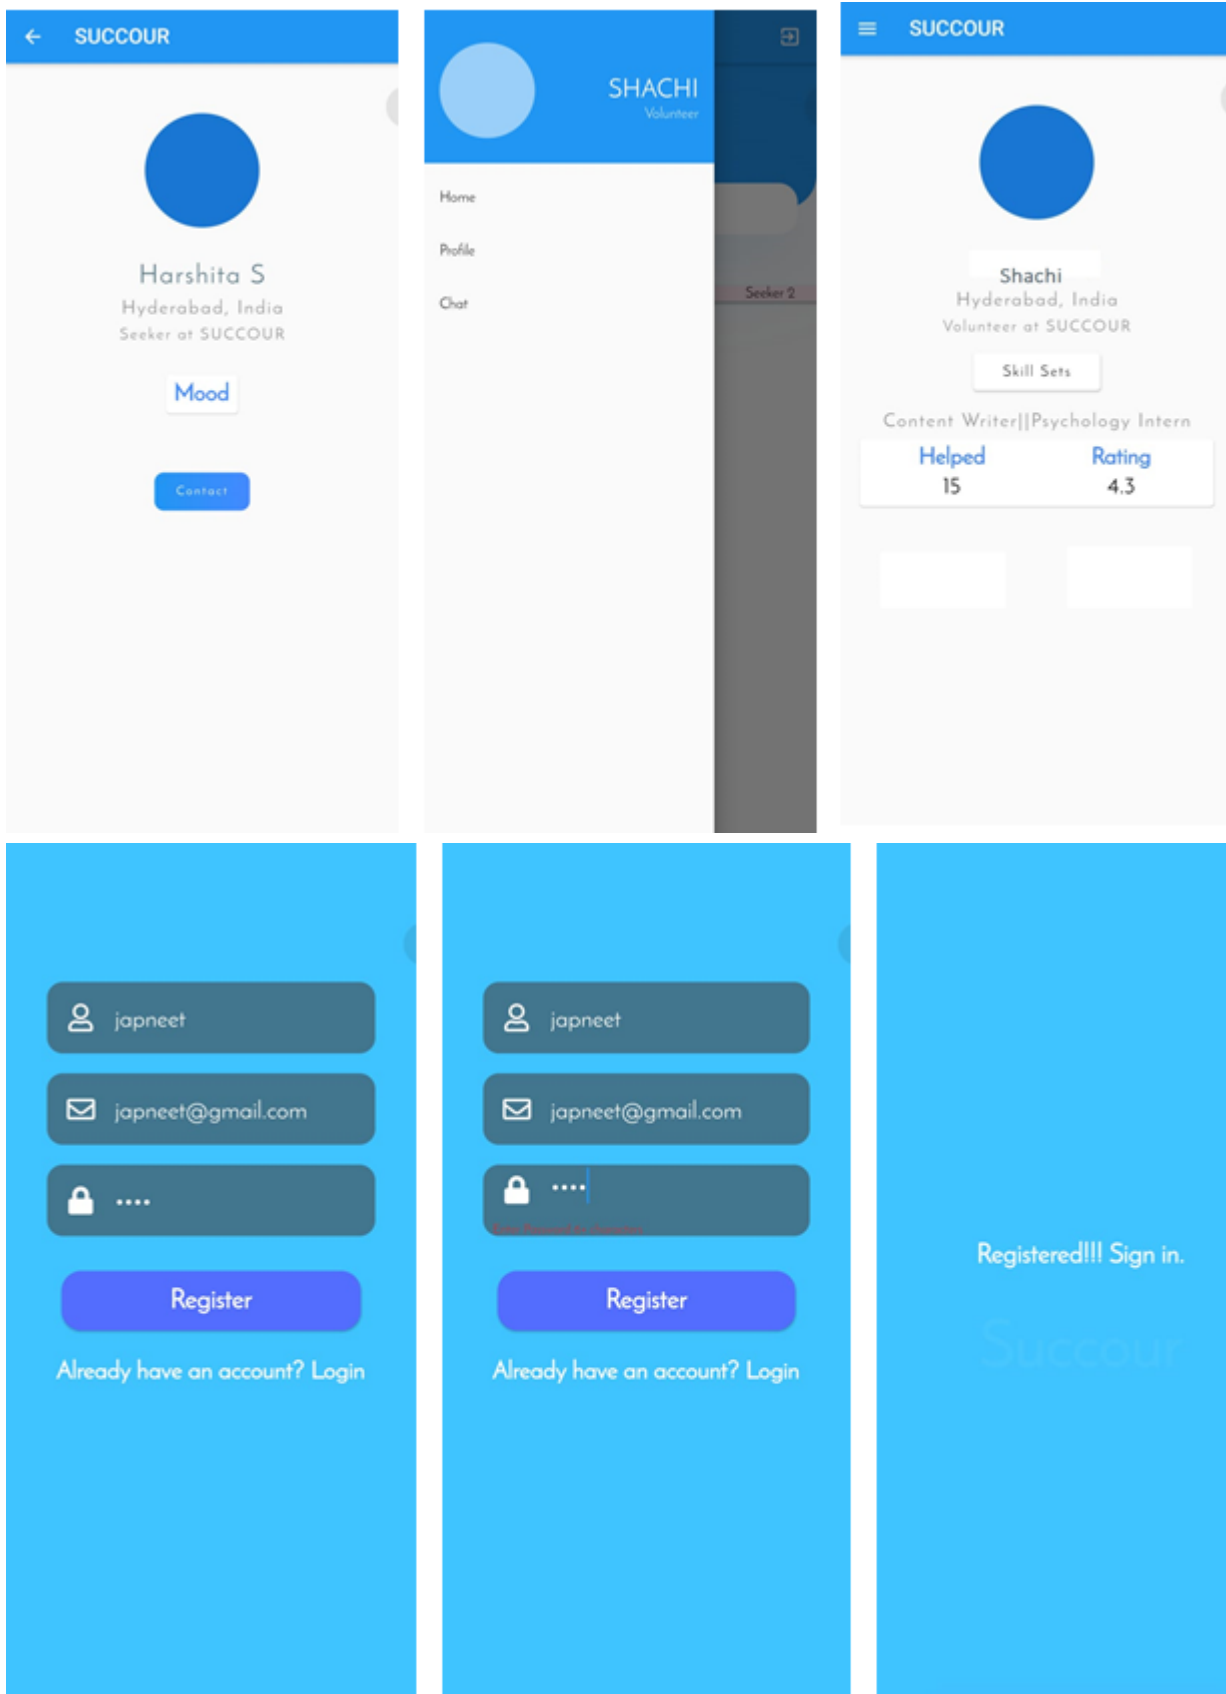 SUCCOUR
Harshita S
Hyderabad, India
Seeker at SUCCOUR
Mood
Contact
SHACHI
Volunteer
Home
Profile
Chat
Seeker 2
SUCCOUR
Shachi
Hyderabad, India
Volunteer at SUCCOUR
Skill Sets
Content Writer||Psychology Intern
Helped Rating
15 4.3
japneet
japneet@gmail.com
••••
Register
Already have an account? Login
japneet
japneet@gmail.com
••••
Register
Already have an account? Login
Registered!!! Sign in.
Succour